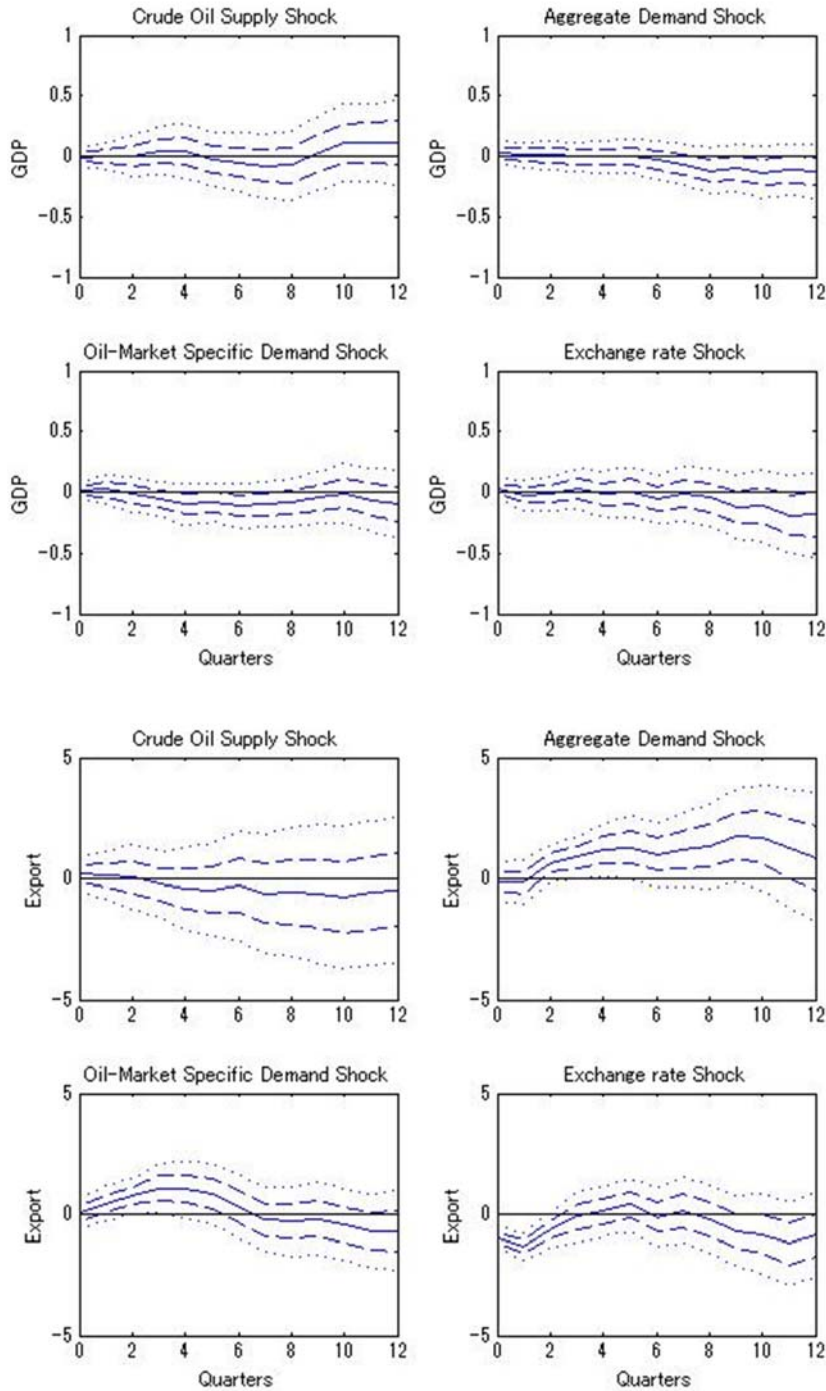 Crude Oil Supply Shock
1
0.5
0
-0.5
-1
GDP
0 2 4 6 8 10 12
Aggregate Demand Shock
1
0.5
0
-0.5
-1
GDP
0 2 4 6 8 10 12
Oil-Market Specific Demand Shock
1
0.5
0
-0.5
-1
GDP
0 2 4 6 8 10 12
Quarters
Exchange rate Shock
1
0.5
0
-0.5
-1
GDP
0 2 4 6 8 10 12
Quarters
Crude Oil Supply Shock
5
0
-5
Export
0 2 4 6 8 10 12
Aggregate Demand Shock
5
0
-5
Export
0 2 4 6 8 10 12
Oil-Market Specific Demand Shock
5
0
-5
Export
0 2 4 6 8 10 12
Quarters
Exchange rate Shock
5
0
-5
Export
0 2 4 6 8 10 12
Quarters